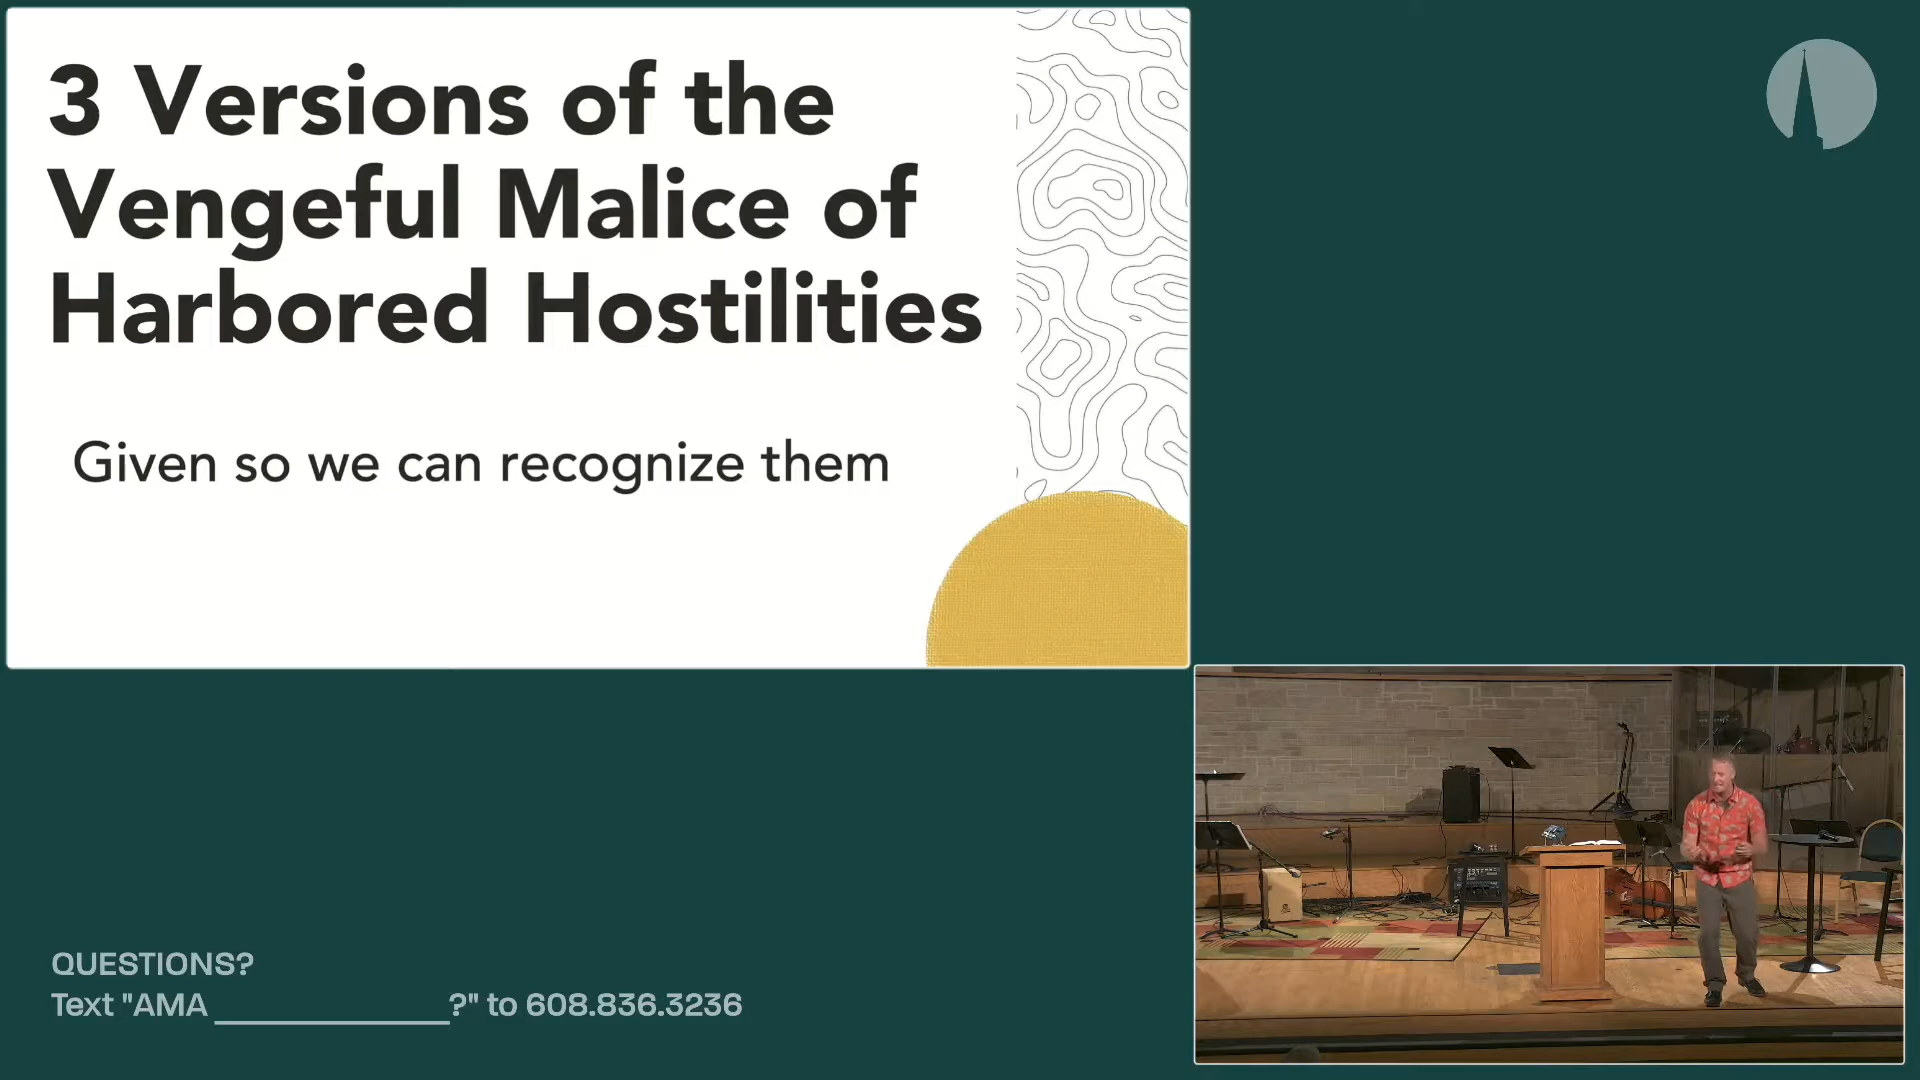 3 Versions of the
Vengeful Malice of
Harbored Hostilities
Given so we can recognize them
QUESTIONS?
Text "AMA ______________?" to 608.836.3236